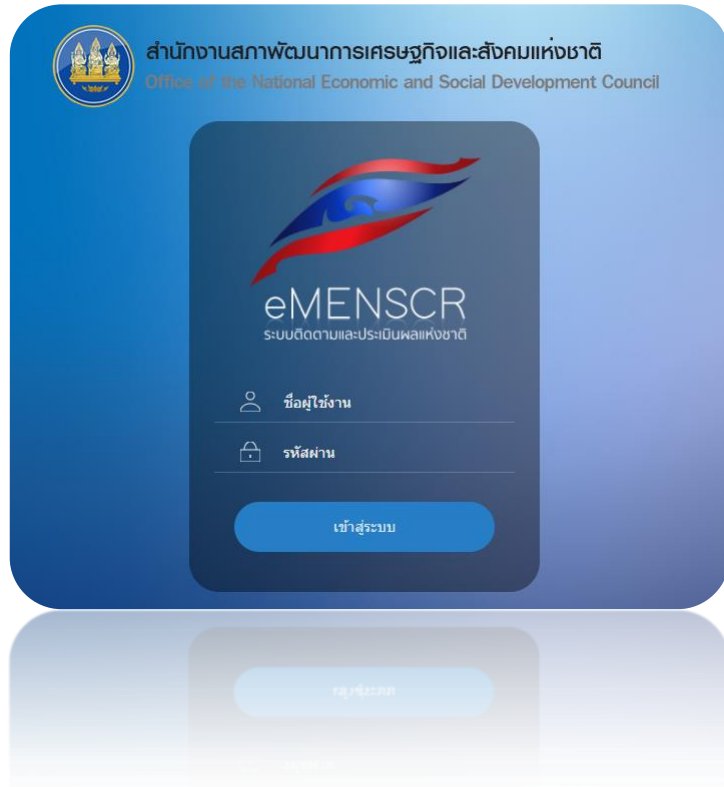 สำนักงานสภาพัฒนาการเศรษฐกิจและสังคมแห่งชาติ
Office of the National Economic and Social Development Council
eMENSCR
ระบบติดตามและประเมินผลแห่งชาติ
ชื่อผู้ใช้งาน
รหัสผ่าน
เข้าสู่ระบบ